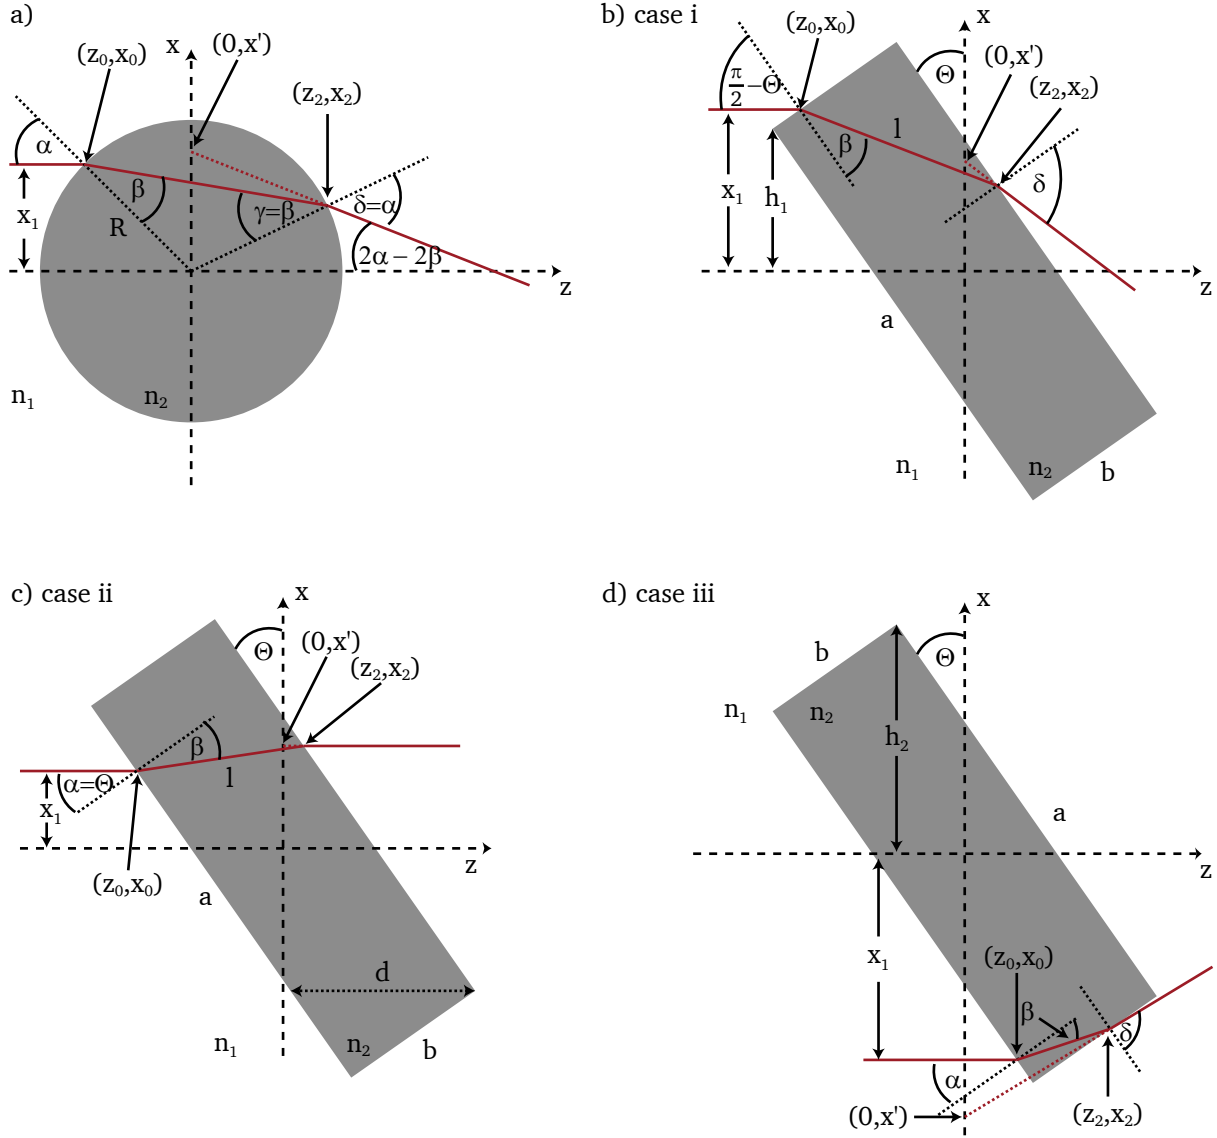 a)
x
(0,x')
(z₀,x₀)
(z₂,x₂)
α
x₁
β
R
γ=β
δ=α
2α−2β
z
n₁
n₂
b) case i
x
(z₀,x₀)
Θ
(0,x')
π/2−Θ
(z₂,x₂)
l
β
δ
x₁
h₁
z
a
n₁
n₂
b
c) case ii
x
Θ
(0,x')
(z₂,x₂)
β
α=Θ
l
x₁
z
(z₀,x₀)
a
d
n₁
n₂
b
d) case iii
x
b
Θ
n₁
n₂
h₂
a
z
x₁
(z₀,x₀)
β
δ
α
(0,x')
(z₂,x₂)